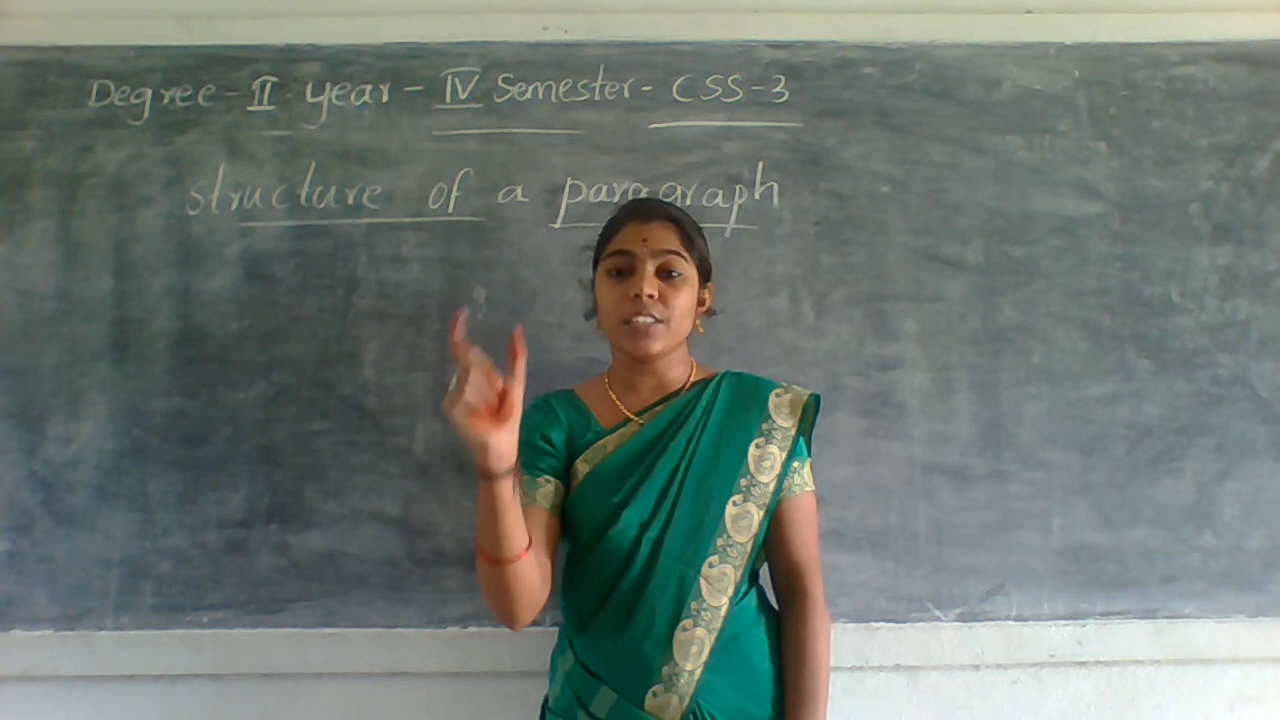 Degree - II year - IV Semester - CSS-3
structure of a paragraph